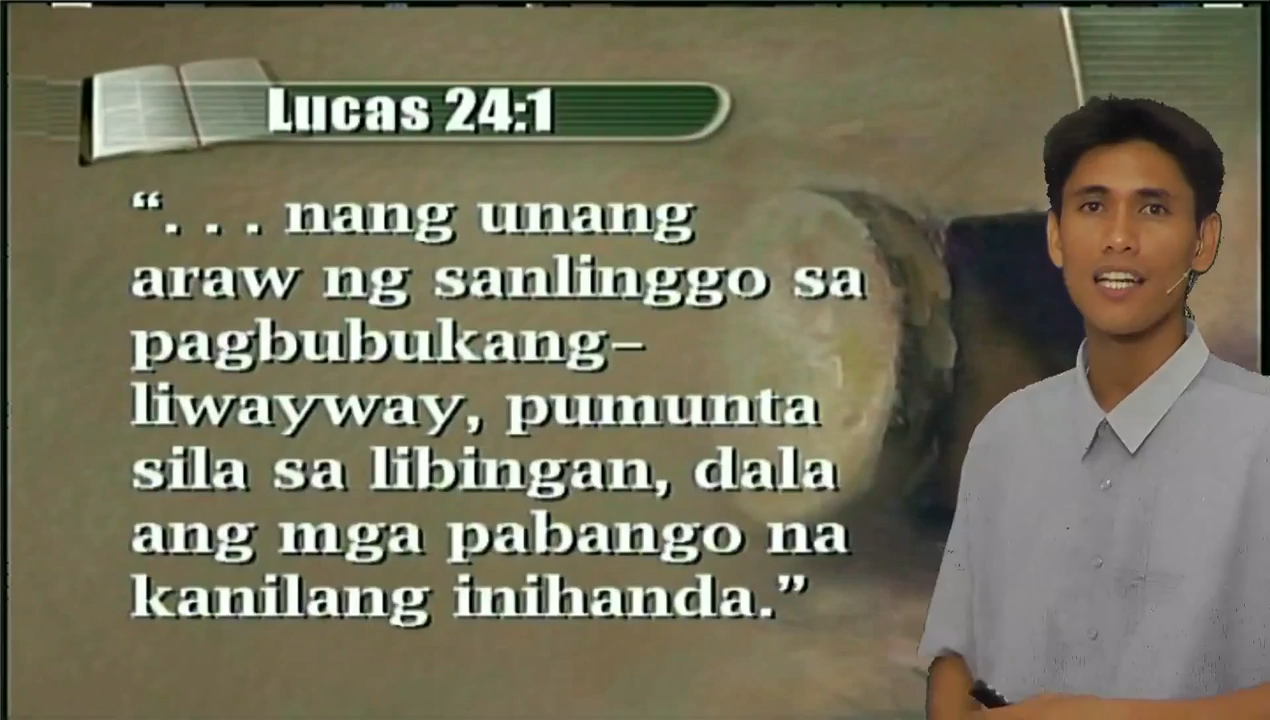 Lucas 24:1
“. . . nang unang
araw ng sanlinggo sa
pagbubukang–
liwayway, pumunta
sila sa libingan, dala
ang mga pabango na
kanilang inihanda.”